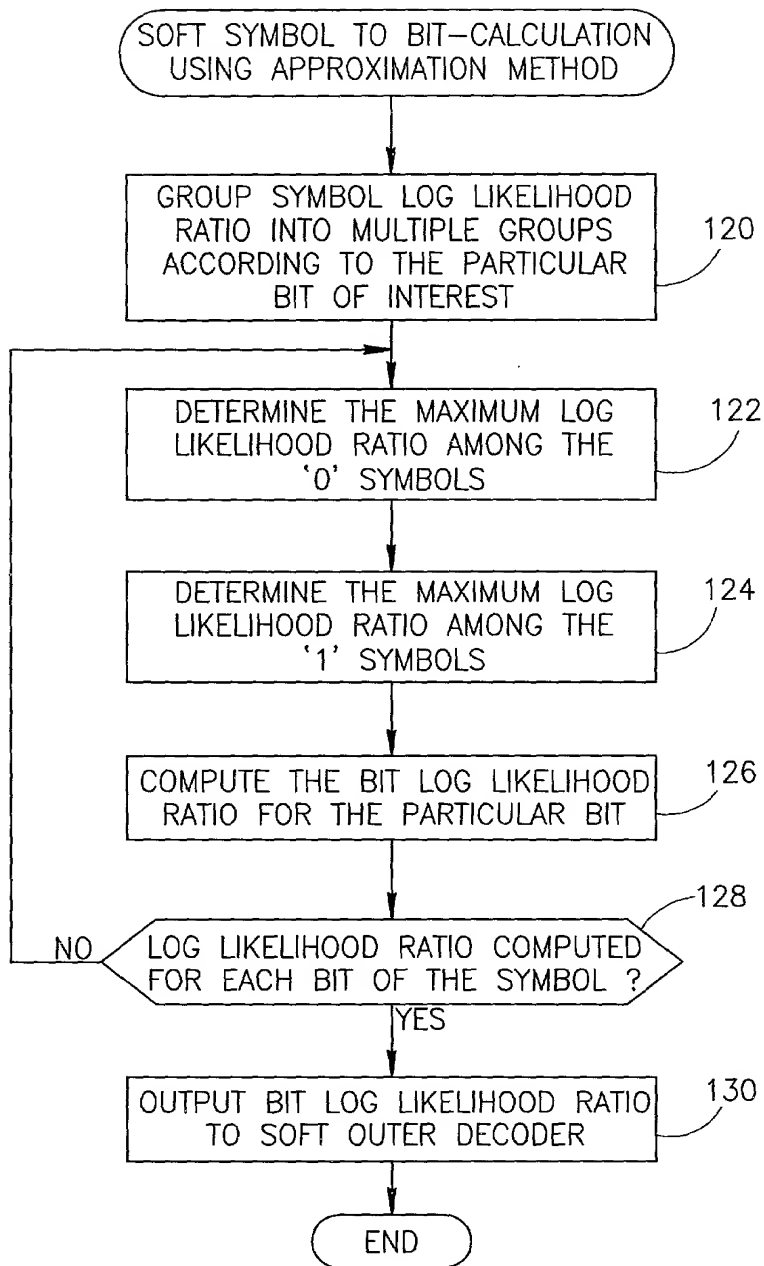 SOFT SYMBOL TO BIT-CALCULATION
USING APPROXIMATION METHOD
GROUP SYMBOL LOG LIKELIHOOD
RATIO INTO MULTIPLE GROUPS
ACCORDING TO THE PARTICULAR
BIT OF INTEREST
120
DETERMINE THE MAXIMUM LOG
LIKELIHOOD RATIO AMONG THE
'0' SYMBOLS
122
DETERMINE THE MAXIMUM LOG
LIKELIHOOD RATIO AMONG THE
'1' SYMBOLS
124
COMPUTE THE BIT LOG LIKELIHOOD
RATIO FOR THE PARTICULAR BIT
126
128
NO
LOG LIKELIHOOD RATIO COMPUTED
FOR EACH BIT OF THE SYMBOL ?
YES
OUTPUT BIT LOG LIKELIHOOD RATIO
TO SOFT OUTER DECODER
130
END